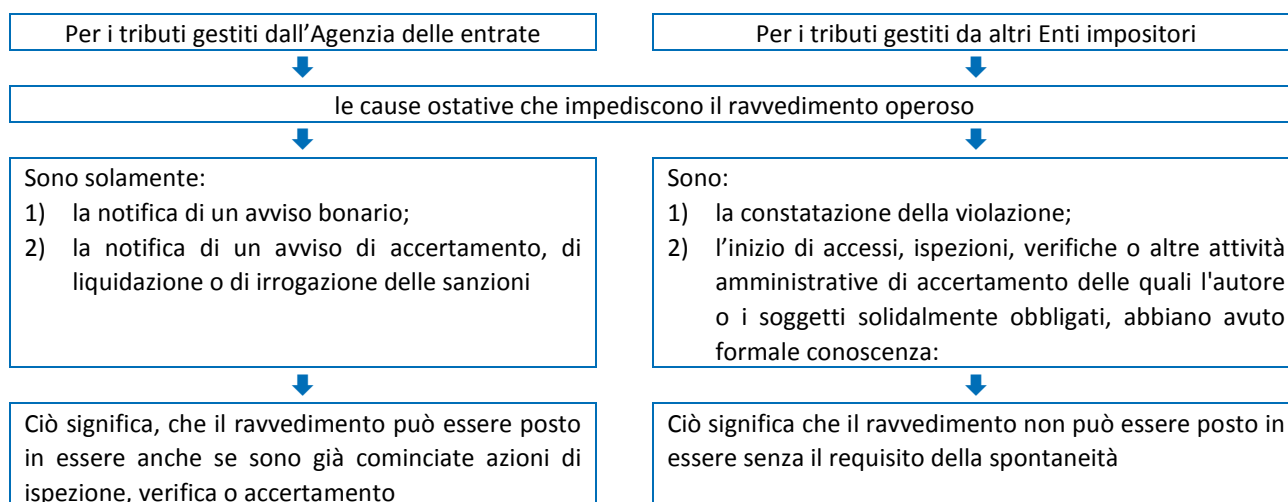 Per i tributi gestiti dall’Agenzia delle entrate
Per i tributi gestiti da altri Enti impositori
le cause ostative che impediscono il ravvedimento operoso
Sono solamente:
1) la notifica di un avviso bonario;
2) la notifica di un avviso di accertamento, di
liquidazione o di irrogazione delle sanzioni
Sono:
1) la constatazione della violazione;
2) l’inizio di accessi, ispezioni, verifiche o altre attività
amministrative di accertamento delle quali l'autore
o i soggetti solidalmente obbligati, abbiano avuto
formale conoscenza:
Ciò significa, che il ravvedimento può essere posto
in essere anche se sono già cominciate azioni di
ispezione, verifica o accertamento
Ciò significa che il ravvedimento non può essere posto in
essere senza il requisito della spontaneità